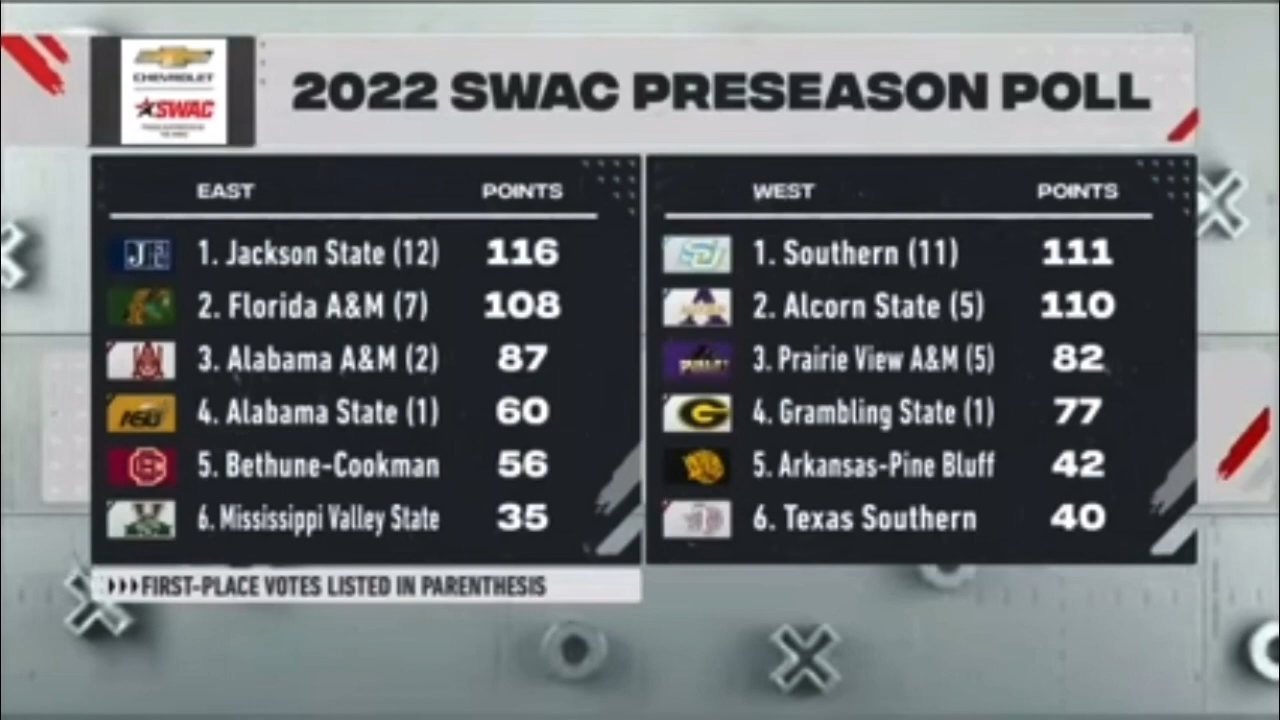 CHEVROLET
SWAC
2022 SWAC PRESEASON POLL
EAST POINTS
1. Jackson State (12) 116
2. Florida A&M (7) 108
3. Alabama A&M (2) 87
ASU 4. Alabama State (1) 60
5. Bethune-Cookman 56
6. Mississippi Valley State 35
FIRST-PLACE VOTES LISTED IN PARENTHESIS
WEST POINTS
1. Southern (11) 111
2. Alcorn State (5) 110
3. Prairie View A&M (5) 82
G 4. Grambling State (1) 77
5. Arkansas-Pine Bluff 42
6. Texas Southern 40